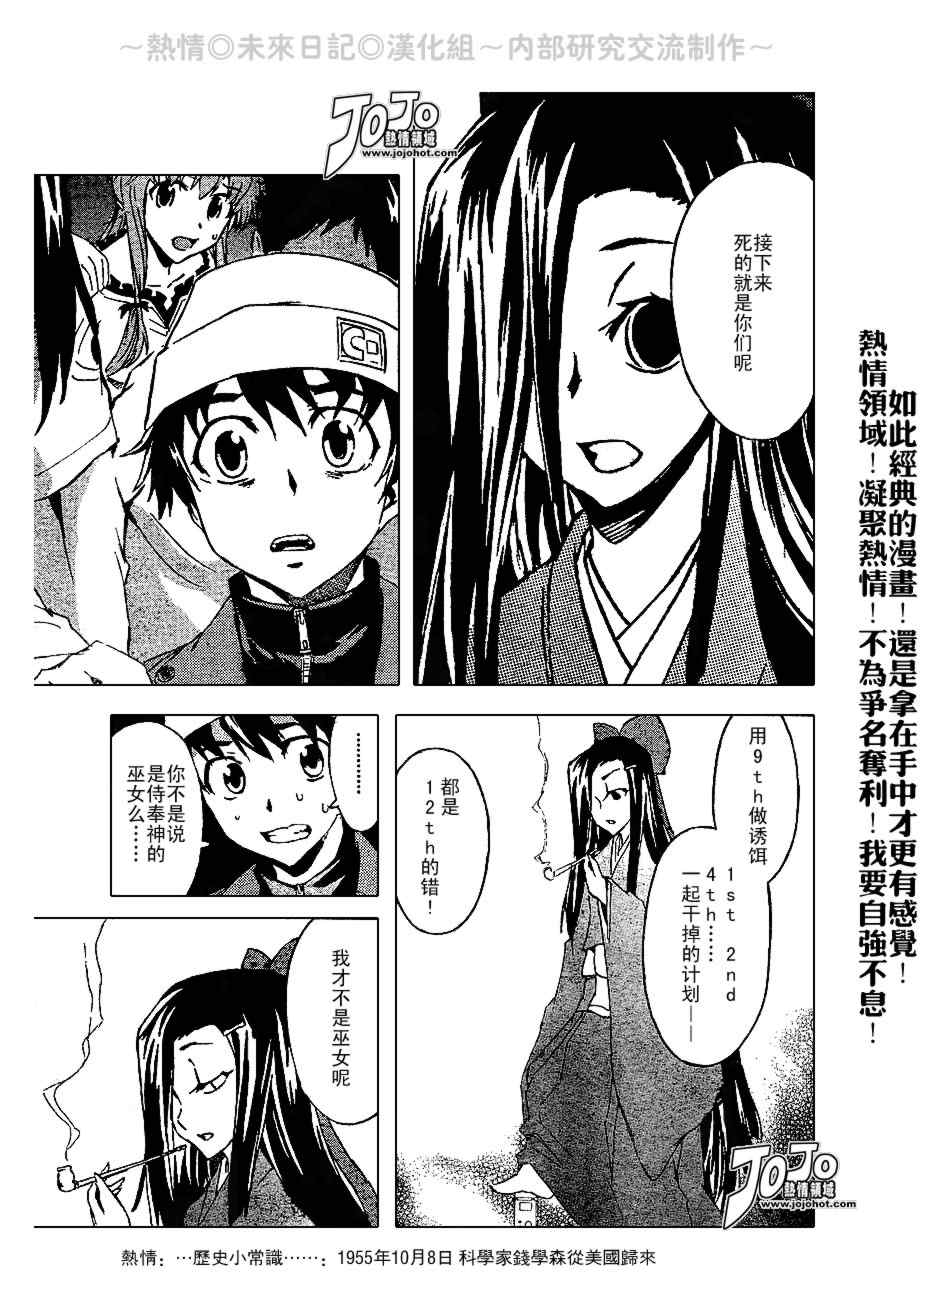 ～熱情◎未來日記◎漢化組～内部研究交流制作～
JOJO
熱情領域
www.jojohot.com
接下来
死的就是你们呢
如此經典的漫畫！還是拿在手中才更有感覺！
熱情領域！凝聚熱情！不為爭名奪利！我要自強不息！
用9th做诱饵
1st 2nd
4th……
一起干掉的计划——
都是
12th的错！
…………
你不是说
是侍奉神的
巫女么……
我才不是巫女呢
JOJO
熱情領域
www.jojohot.com
熱情：…歷史小常識……：1955年10月8日 科學家錢學森從美國歸來